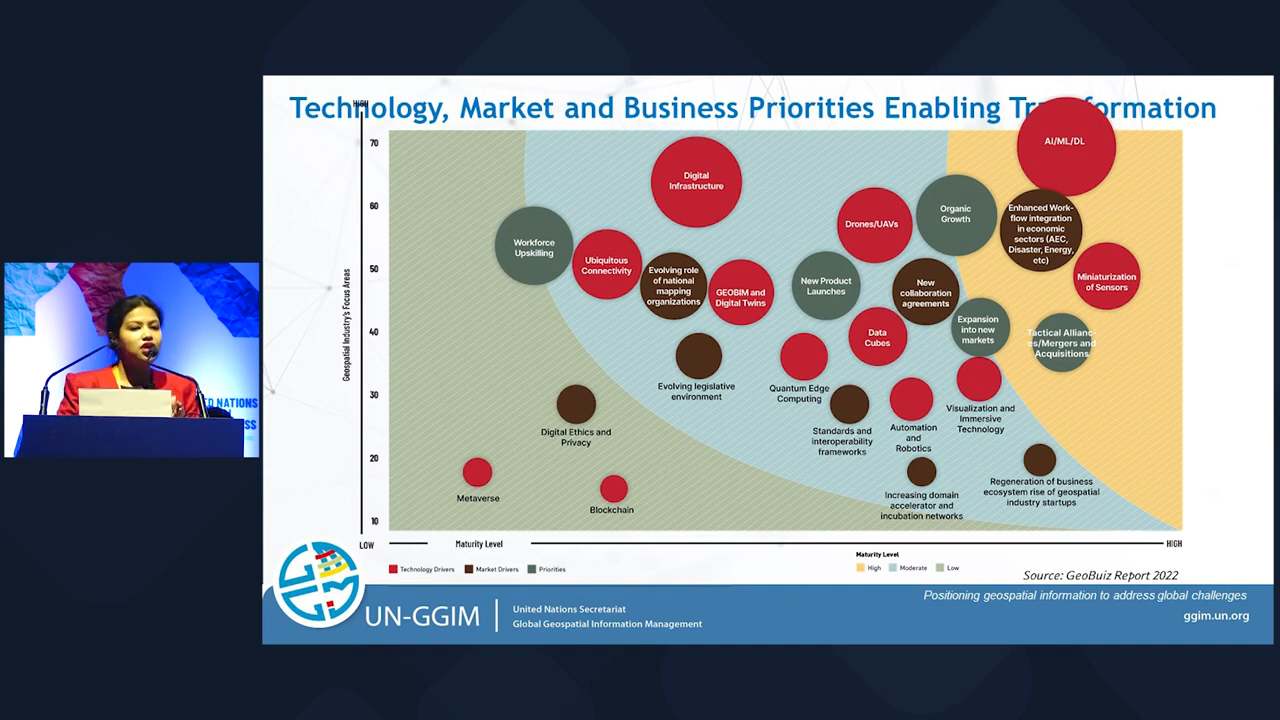 Technology, Market and Business Priorities Enabling
HIGH
70
60
50
40
30
20
10
LOW
Geospatial Industry's Focus Areas
AI/ML/DL
Digital
Infrastructure
Workforce
Upskilling
Ubiquitous
Connectivity
Evolving role
of national
mapping
organizations
GEOBIM and
Digital Twins
Drones/UAVs
Organic
Growth
Enhanced Work-
flow integration
in economic
sectors (AEC,
Disaster, Energy,
etc)
New Product
Launches
New
collaboration
agreements
Miniaturization
of Sensors
Data
Cubes
Expansion
into new
markets
Tactical Allianc-
es/Mergers and
Acquisitions
Evolving legislative
environment
Quantum Edge
Computing
Digital Ethics and
Privacy
Standards and
interoperability
frameworks
Automation
and
Robotics
Visualization and
Immersive
Technology
Metaverse
Blockchain
Increasing domain
accelerator and
incubation networks
Regeneration of business
ecosystem rise of geospatial
industry startups
Maturity Level
HIGH
Technology Drivers
Market Drivers
Priorities
Maturity Level
High
Moderate
Low
Source: GeoBuiz Report 2022
Positioning geospatial information to address global challenges
ggim.un.org
UN-GGIM
United Nations Secretariat
Global Geospatial Information Management
NATIONS